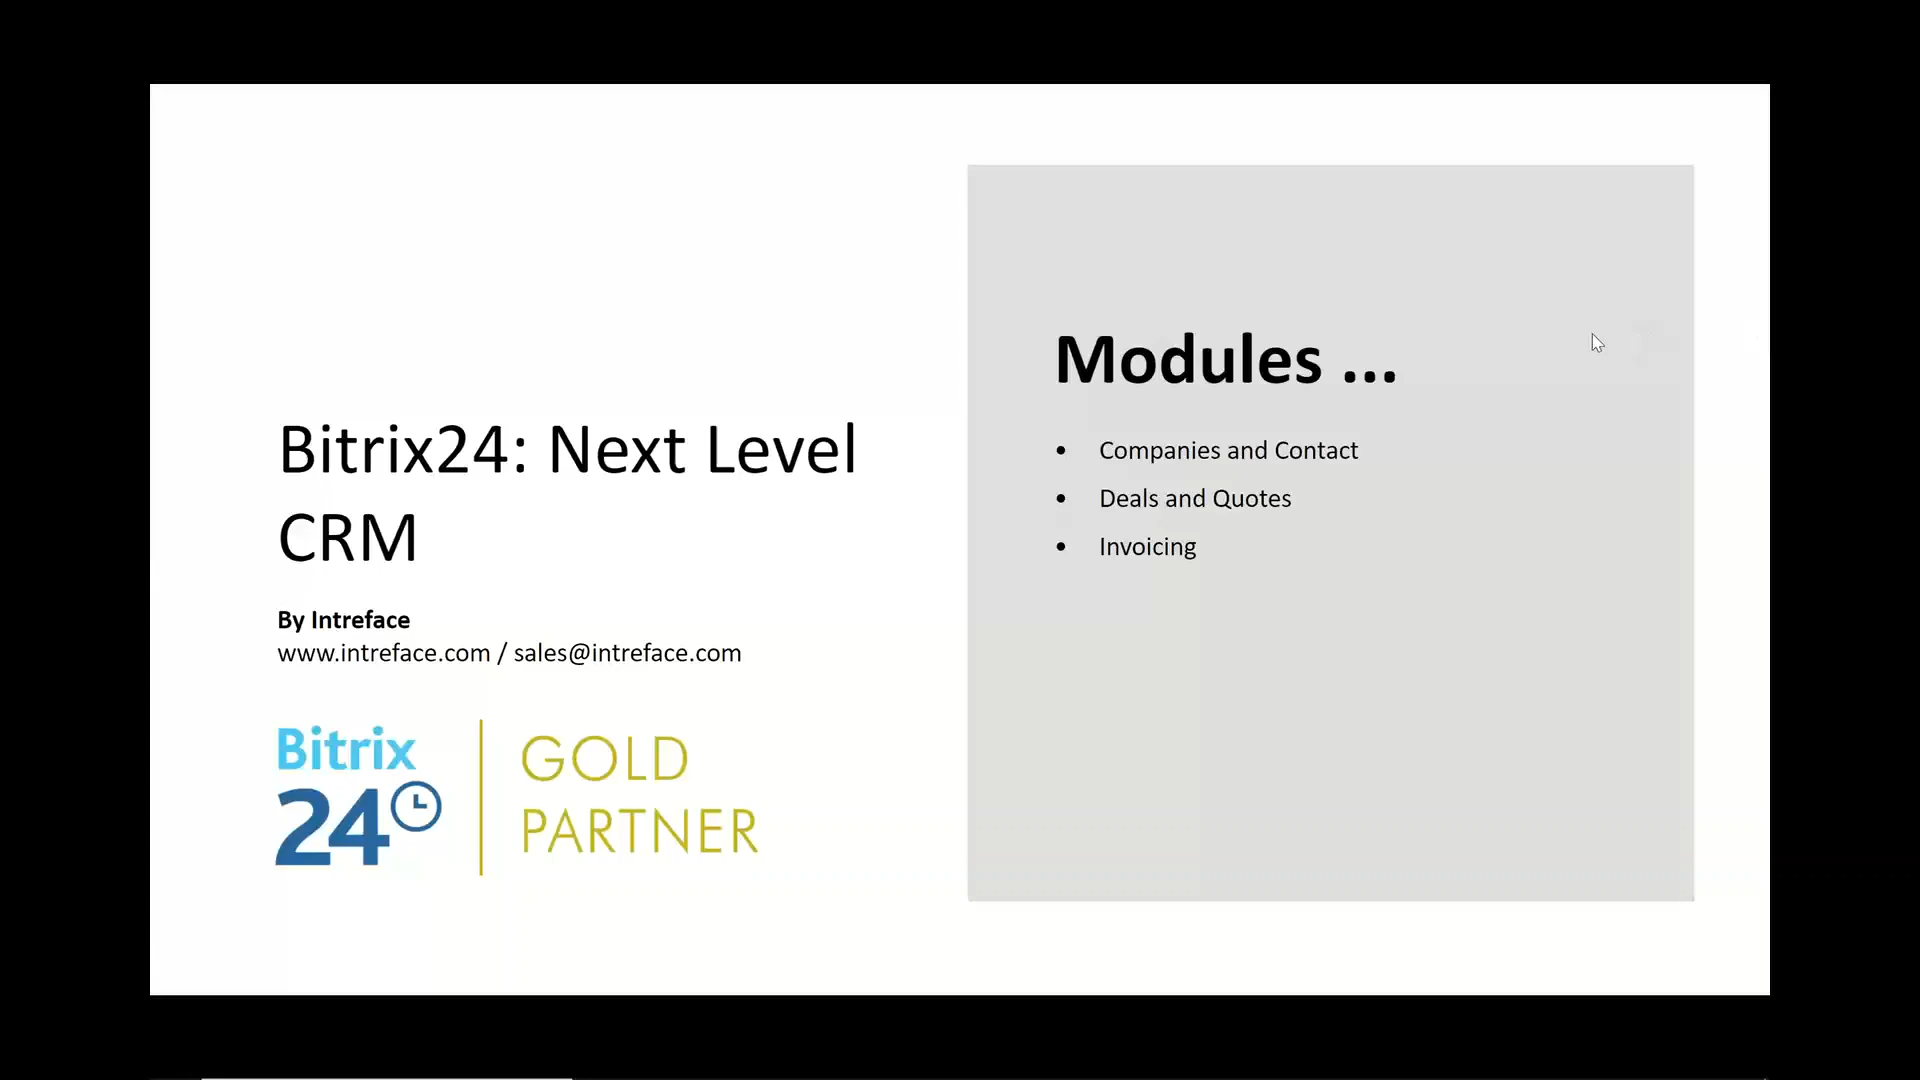 Bitrix24: Next Level
CRM
By Intreface
www.intreface.com / sales@intreface.com
Bitrix
24
GOLD
PARTNER
Modules ...
• Companies and Contact
• Deals and Quotes
• Invoicing